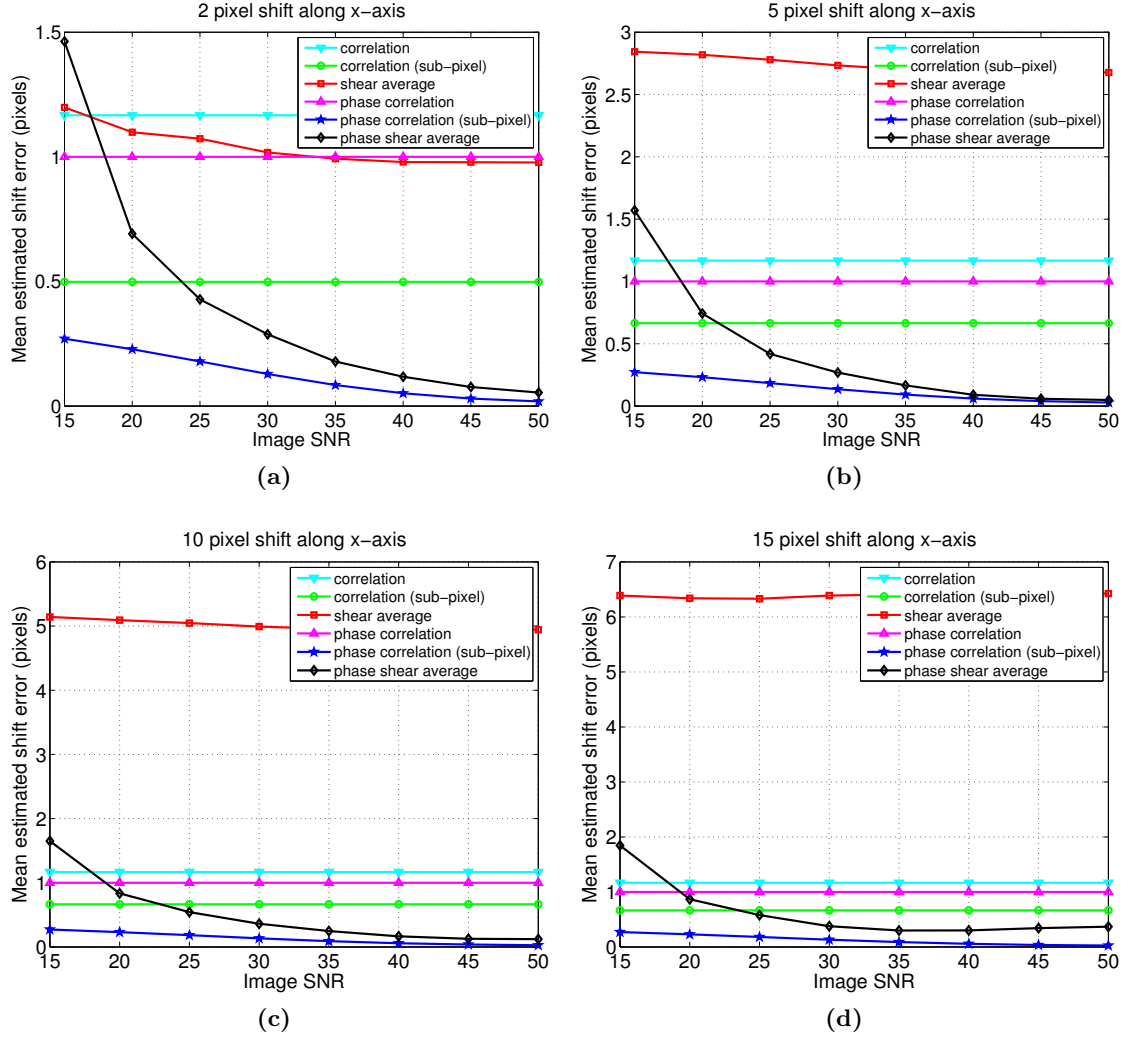 2 pixel shift along x−axis
Mean estimated shift error (pixels)
1.5
1
0.5
0
correlation
correlation (sub−pixel)
shear average
phase correlation
phase correlation (sub−pixel)
phase shear average
15 20 25 30 35 40 45 50
Image SNR
(a)
5 pixel shift along x−axis
Mean estimated shift error (pixels)
3
2.5
2
1.5
1
0.5
0
correlation
correlation (sub−pixel)
shear average
phase correlation
phase correlation (sub−pixel)
phase shear average
15 20 25 30 35 40 45 50
Image SNR
(b)
10 pixel shift along x−axis
Mean estimated shift error (pixels)
6
5
4
3
2
1
0
correlation
correlation (sub−pixel)
shear average
phase correlation
phase correlation (sub−pixel)
phase shear average
15 20 25 30 35 40 45 50
Image SNR
(c)
15 pixel shift along x−axis
Mean estimated shift error (pixels)
7
6
5
4
3
2
1
0
correlation
correlation (sub−pixel)
shear average
phase correlation
phase correlation (sub−pixel)
phase shear average
15 20 25 30 35 40 45 50
Image SNR
(d)